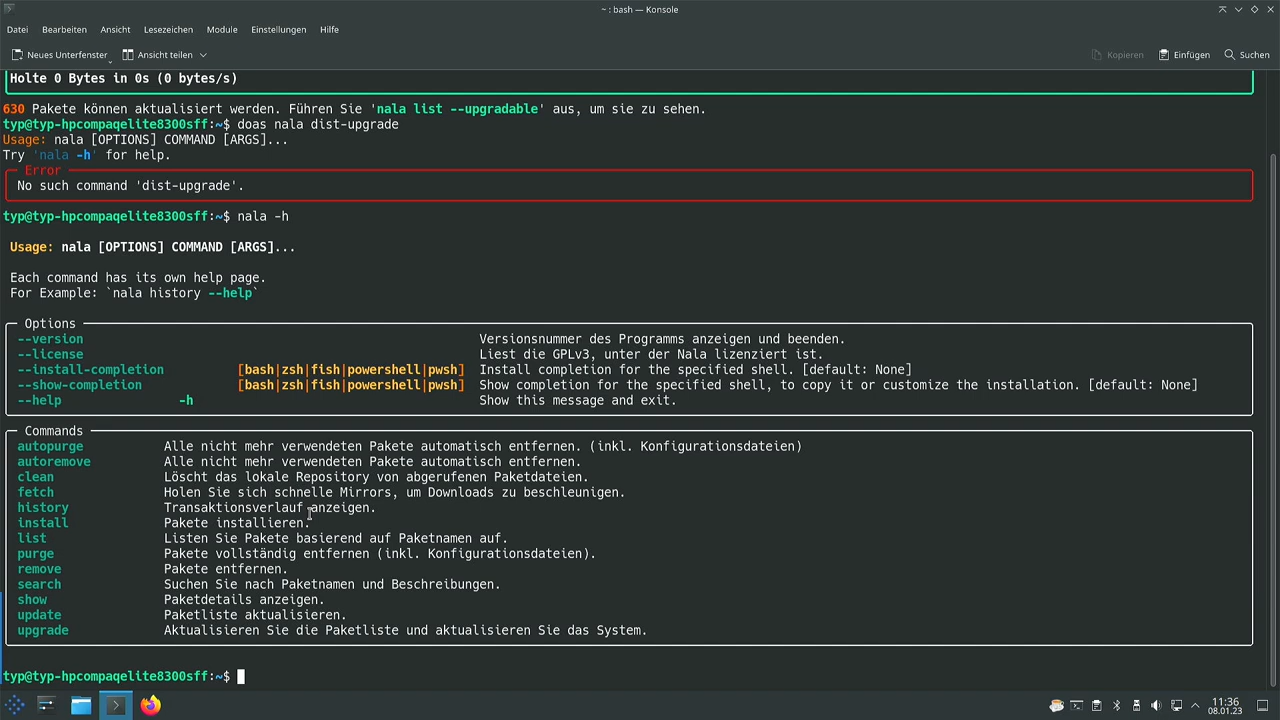 ~ : bash — Konsole
Datei Bearbeiten Ansicht Lesezeichen Module Einstellungen Hilfe
Neues Unterfenster Ansicht teilen Kopieren Einfügen Suchen
Holte 0 Bytes in 0s (0 bytes/s)
630 Pakete können aktualisiert werden. Führen Sie 'nala list --upgradable' aus, um sie zu sehen.
typ@typ-hpcompaqelite8300sff:~$ doas nala dist-upgrade
Usage: nala [OPTIONS] COMMAND [ARGS]...
Try 'nala -h' for help.
Error
No such command 'dist-upgrade'.
typ@typ-hpcompaqelite8300sff:~$ nala -h
Usage: nala [OPTIONS] COMMAND [ARGS]...
Each command has its own help page.
For Example: `nala history --help`
Options
--version Versionsnummer des Programms anzeigen und beenden.
--license Liest die GPLv3, unter der Nala lizenziert ist.
--install-completion [bash|zsh|fish|powershell|pwsh] Install completion for the specified shell. [default: None]
--show-completion [bash|zsh|fish|powershell|pwsh] Show completion for the specified shell, to copy it or customize the installation. [default: None]
--help -h Show this message and exit.
Commands
autopurge Alle nicht mehr verwendeten Pakete automatisch entfernen. (inkl. Konfigurationsdateien)
autoremove Alle nicht mehr verwendeten Pakete automatisch entfernen.
clean Löscht das lokale Repository von abgerufenen Paketdateien.
fetch Holen Sie sich schnelle Mirrors, um Downloads zu beschleunigen.
history Transaktionsverlauf anzeigen.
install Pakete installieren.
list Listen Sie Pakete basierend auf Paketnamen auf.
purge Pakete vollständig entfernen (inkl. Konfigurationsdateien).
remove Pakete entfernen.
search Suchen Sie nach Paketnamen und Beschreibungen.
show Paketdetails anzeigen.
update Paketliste aktualisieren.
upgrade Aktualisieren Sie die Paketliste und aktualisieren Sie das System.
typ@typ-hpcompaqelite8300sff:~$
11:36
08.01.23